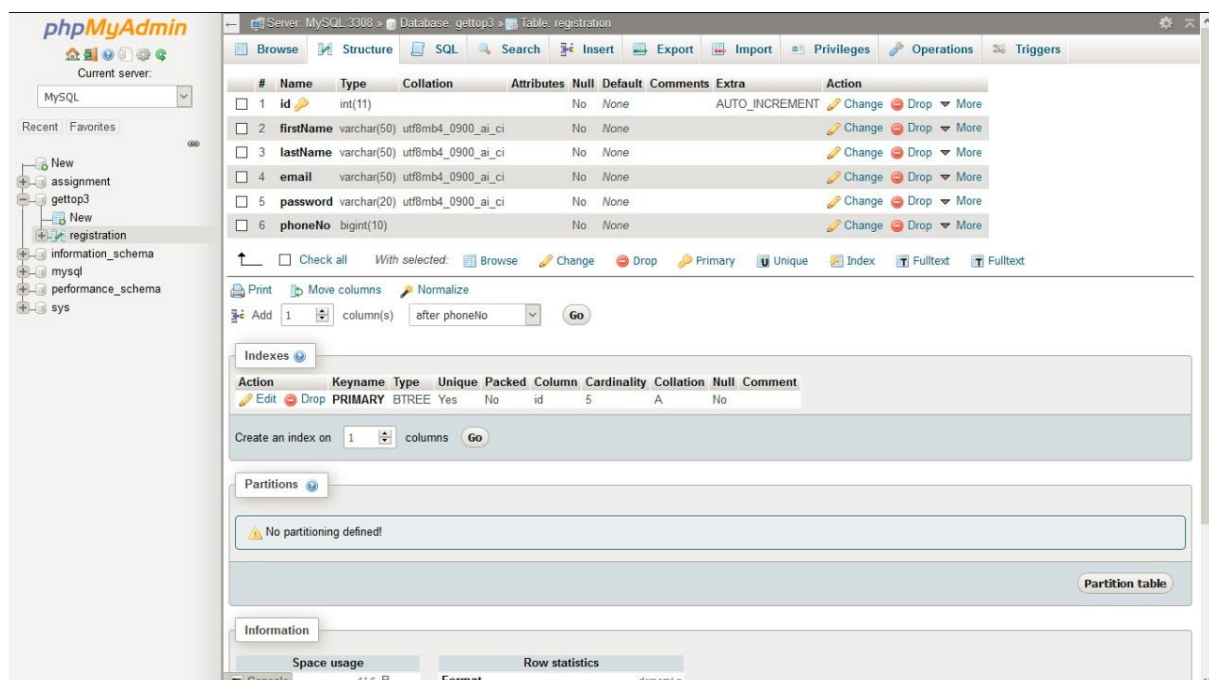 phpMyAdmin
Current server:
MySQL
Recent Favorites
New
assignment
gettop3
New
registration
information_schema
mysql
performance_schema
sys
Server: MySQL:3308 » Database: gettop3 » Table: registration
Browse Structure SQL Search Insert Export Import Privileges Operations Triggers
# Name Type Collation Attributes Null Default Comments Extra Action
1 id int(11) No None AUTO_INCREMENT Change Drop More
2 firstName varchar(50) utf8mb4_0900_ai_ci No None Change Drop More
3 lastName varchar(50) utf8mb4_0900_ai_ci No None Change Drop More
4 email varchar(50) utf8mb4_0900_ai_ci No None Change Drop More
5 password varchar(20) utf8mb4_0900_ai_ci No None Change Drop More
6 phoneNo bigint(10) No None Change Drop More
Check all With selected: Browse Change Drop Primary U Unique Index T Fulltext T Fulltext
Print Move columns Normalize
Add 1 column(s) after phoneNo Go
Indexes
Action Keyname Type Unique Packed Column Cardinality Collation Null Comment
Edit Drop PRIMARY BTREE Yes No id 5 A No
Create an index on 1 columns Go
Partitions
No partitioning defined!
Partition table
Information
Space usage Row statistics
Console Format